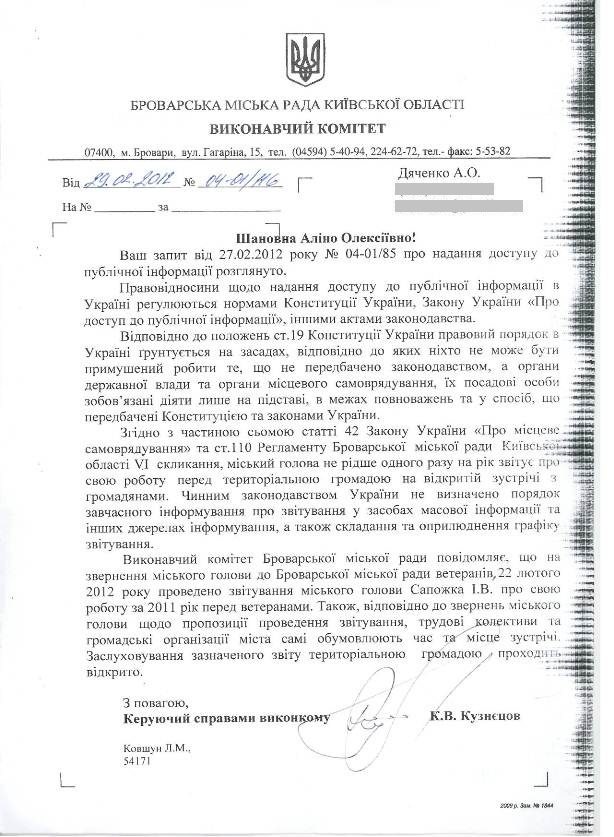 БРОВАРСЬКА МІСЬКА РАДА КИЇВСЬКОЇ ОБЛАСТІ
ВИКОНАВЧИЙ КОМІТЕТ
07400, м. Бровари, вул. Гагаріна, 15, тел. (04594) 5-40-94, 224-62-72, тел.- факс: 5-53-82
Від 29.02.2012 № 04-01/116
Дяченко А.О.
На № за
Шановна Аліно Олексіївно!
Ваш запит від 27.02.2012 року № 04-01/85 про надання доступу до
публічної інформації розглянуто.
Правовідносини щодо надання доступу до публічної інформації в
Україні регулюються нормами Конституції України, Закону України «Про
доступ до публічної інформації», іншими актами законодавства.
Відповідно до положень ст.19 Конституції України правовий порядок в
Україні ґрунтується на засадах, відповідно до яких ніхто не може бути
примушений робити те, що не передбачено законодавством, а органи
державної влади та органи місцевого самоврядування, їх посадові особи
зобов'язані діяти лише на підставі, в межах повноважень та у спосіб, що
передбачені Конституцією та законами України.
Згідно з частиною сьомою статті 42 Закону України «Про місцеве
самоврядування» та ст.110 Регламенту Броварської міської ради Київської
області VI скликання, міський голова не рідше одного разу на рік звітує про
свою роботу перед територіальною громадою на відкритій зустрічі з
громадянами. Чинним законодавством України не визначено порядок
завчасного інформування про звітування у засобах масової інформації та
інших джерелах інформування, а також складання та оприлюднення графіку
звітування.
Виконавчий комітет Броварської міської ради повідомляє, що на
звернення міського голови до Броварської міської ради ветеранів,22 лютого
2012 року проведено звітування міського голови Сапожка І.В. про свою
роботу за 2011 рік перед ветеранами. Також, відповідно до звернень міського
голови щодо пропозиції проведення звітування, трудові колективи та
громадські організації міста самі обумовлюють час та місце зустрічі.
Заслуховування зазначеного звіту територіальною громадою проходить
відкрито.
З повагою,
Керуючий справами виконкому К.В. Кузнєцов
Ковшун Л.М.,
54171
2009 р. Зам. № 1844